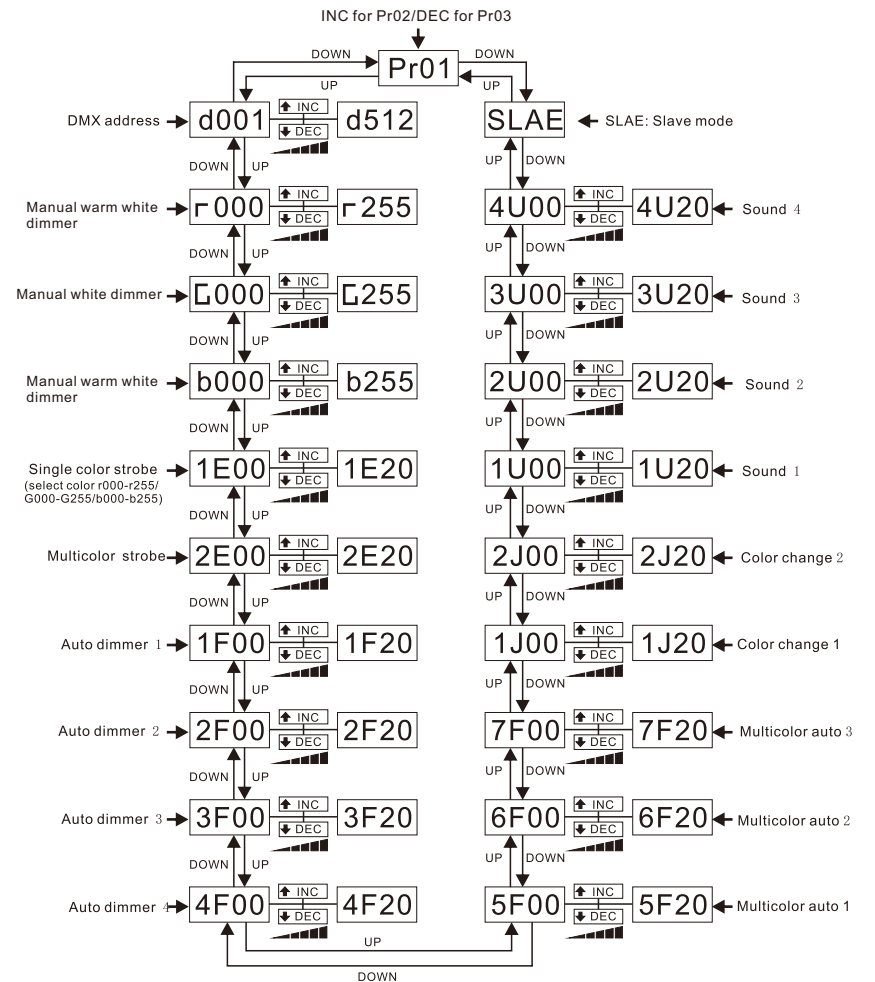 INC for Pr02/DEC for Pr03
DOWN Pr01 DOWN
UP UP
DMX address d001 INC DEC d512 SLAE SLAE: Slave mode
DOWN UP UP DOWN
Manual warm white dimmer r000 INC DEC r255 4U00 INC DEC 4U20 Sound 4
DOWN UP UP DOWN
Manual white dimmer G000 INC DEC G255 3U00 INC DEC 3U20 Sound 3
DOWN UP UP DOWN
Manual warm white dimmer b000 INC DEC b255 2U00 INC DEC 2U20 Sound 2
DOWN UP UP DOWN
Single color strobe 1E00 INC DEC 1E20 1U00 INC DEC 1U20 Sound 1
(select color r000-r255/
G000-G255/b000-b255)
DOWN UP UP DOWN
Multicolor strobe 2E00 INC DEC 2E20 2J00 INC DEC 2J20 Color change 2
DOWN UP UP DOWN
Auto dimmer 1 1F00 INC DEC 1F20 1J00 INC DEC 1J20 Color change 1
DOWN UP UP DOWN
Auto dimmer 2 2F00 INC DEC 2F20 7F00 INC DEC 7F20 Multicolor auto 3
DOWN UP UP DOWN
Auto dimmer 3 3F00 INC DEC 3F20 6F00 INC DEC 6F20 Multicolor auto 2
DOWN UP UP DOWN
Auto dimmer 4 4F00 INC DEC 4F20 5F00 INC DEC 5F20 Multicolor auto 1
UP
DOWN